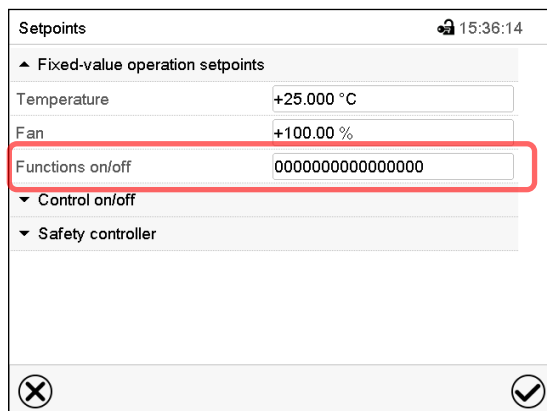 Setpoints 15:36:14
Fixed-value operation setpoints
Temperature +25.000 °C
Fan +100.00 %
Functions on/off 0000000000000000
Control on/off
Safety controller